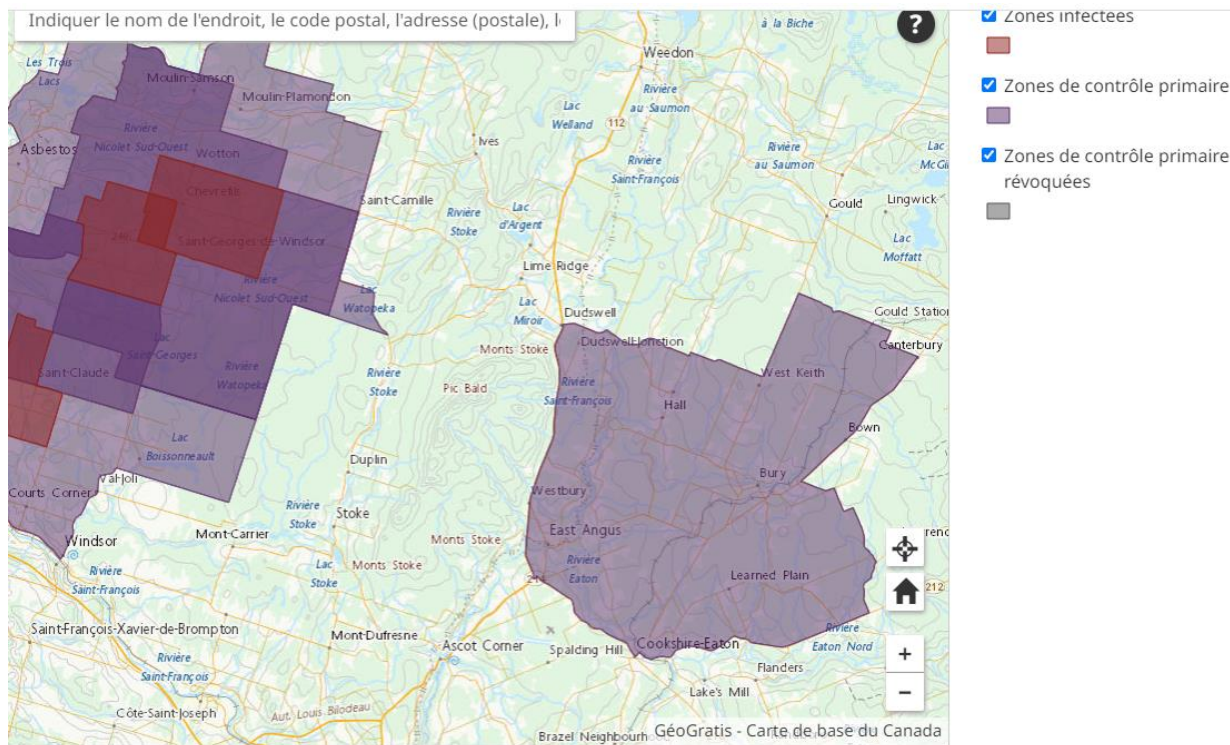 Indiquer le nom de l'endroit, le code postal, l'adresse (postale), l
?
Zones infectées
Zones de contrôle primaire
Zones de contrôle primaire
révoquées
à la Biche
Les Trois
Lacs
Weedon
Moulin-Samson
Moulin-Plamondon
Rivière
au Saumon
Lac
Welland
112
Asbestos
Rivière
Nicolet Sud-Ouest
Wotton
Ives
Rivière
au Saumon
Lac
Rivière
Saint-François
Chevrettis
Saint-Camille
Gould
Lingwick
Rivière
Stoke
Lac
d'Argent
Saint-Georges-de-Windsor
Lac
Moffatt
Lime Ridge
Rivière
Nicolet Sud-Ouest
Lac
Watopeka
Lac
Miroir
Dudswell
Gould Station
Dudswell-Jonction
Canterbury
Lac
Saint-Georges
Monts Stoke
Saint-Claude
Rivière
Watopeka
Rivière
Stoke
Pic Bald
Rivière
Saint-François
West Keith
Hall
Bown
Lac
Boissonneault
Duplin
Val-Joli
Bury
Courts Corner
Westbury
Rivière
Stoke
Stoke
Windsor
Mont-Carrier
Monts Stoke
East Angus
Rivière
Saint-François
Lac
Stoke
Monts Stoke
Rivière
Eaton
Learned Plain
212
Saint-François-Xavier-de-Brompton
Mont-Dufresne
Ascot Corner
Spalding Hill
Cookshire-Eaton
Rivière
Eaton Nord
+
Rivière
Saint-François
Flanders
−
Lake's Mill
Côte-Saint-Joseph
Aut. Louis Bilodeau
Brazel Neighbourh
GéoGratis - Carte de base du Canada